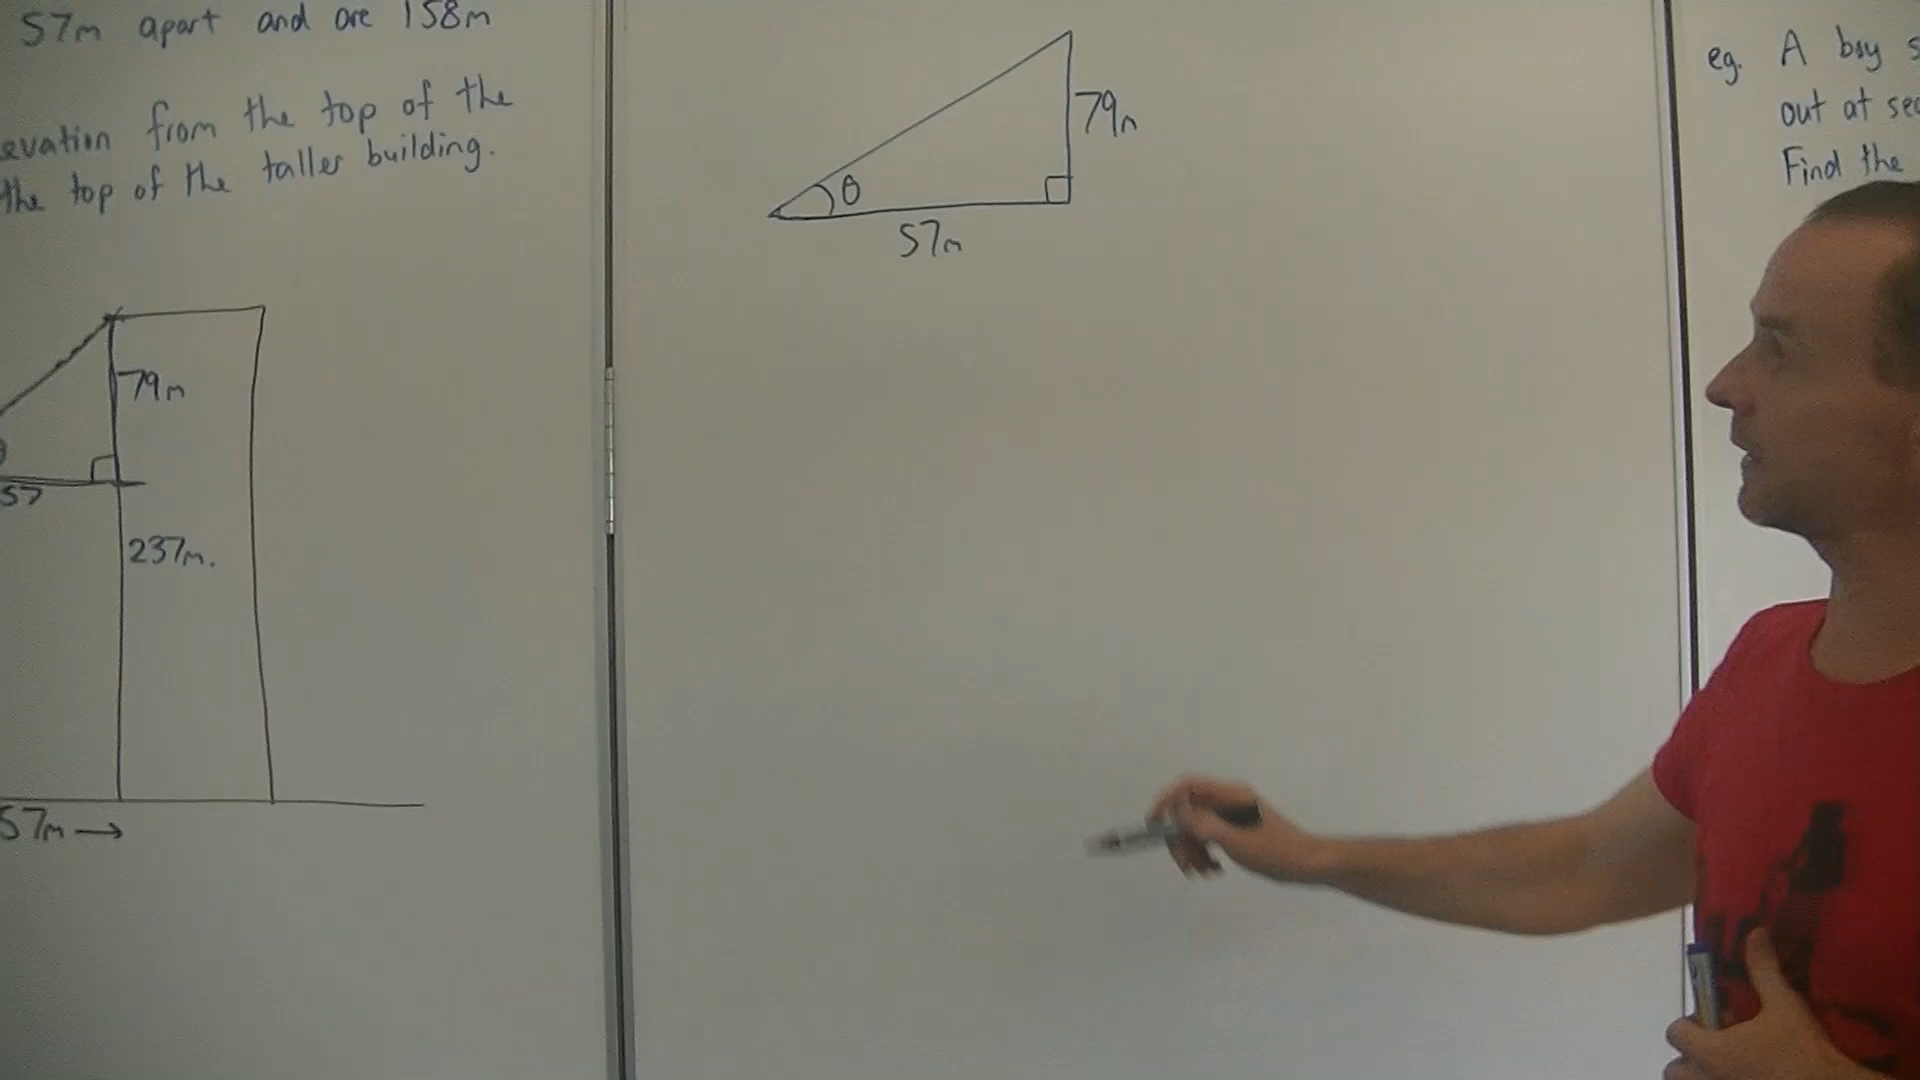 57m apart and are 158m
evation from the top of the
the top of the taller building.
79m
57
237m.
57m →
79m
θ
57m
eg. A boy s
out at sea
Find the